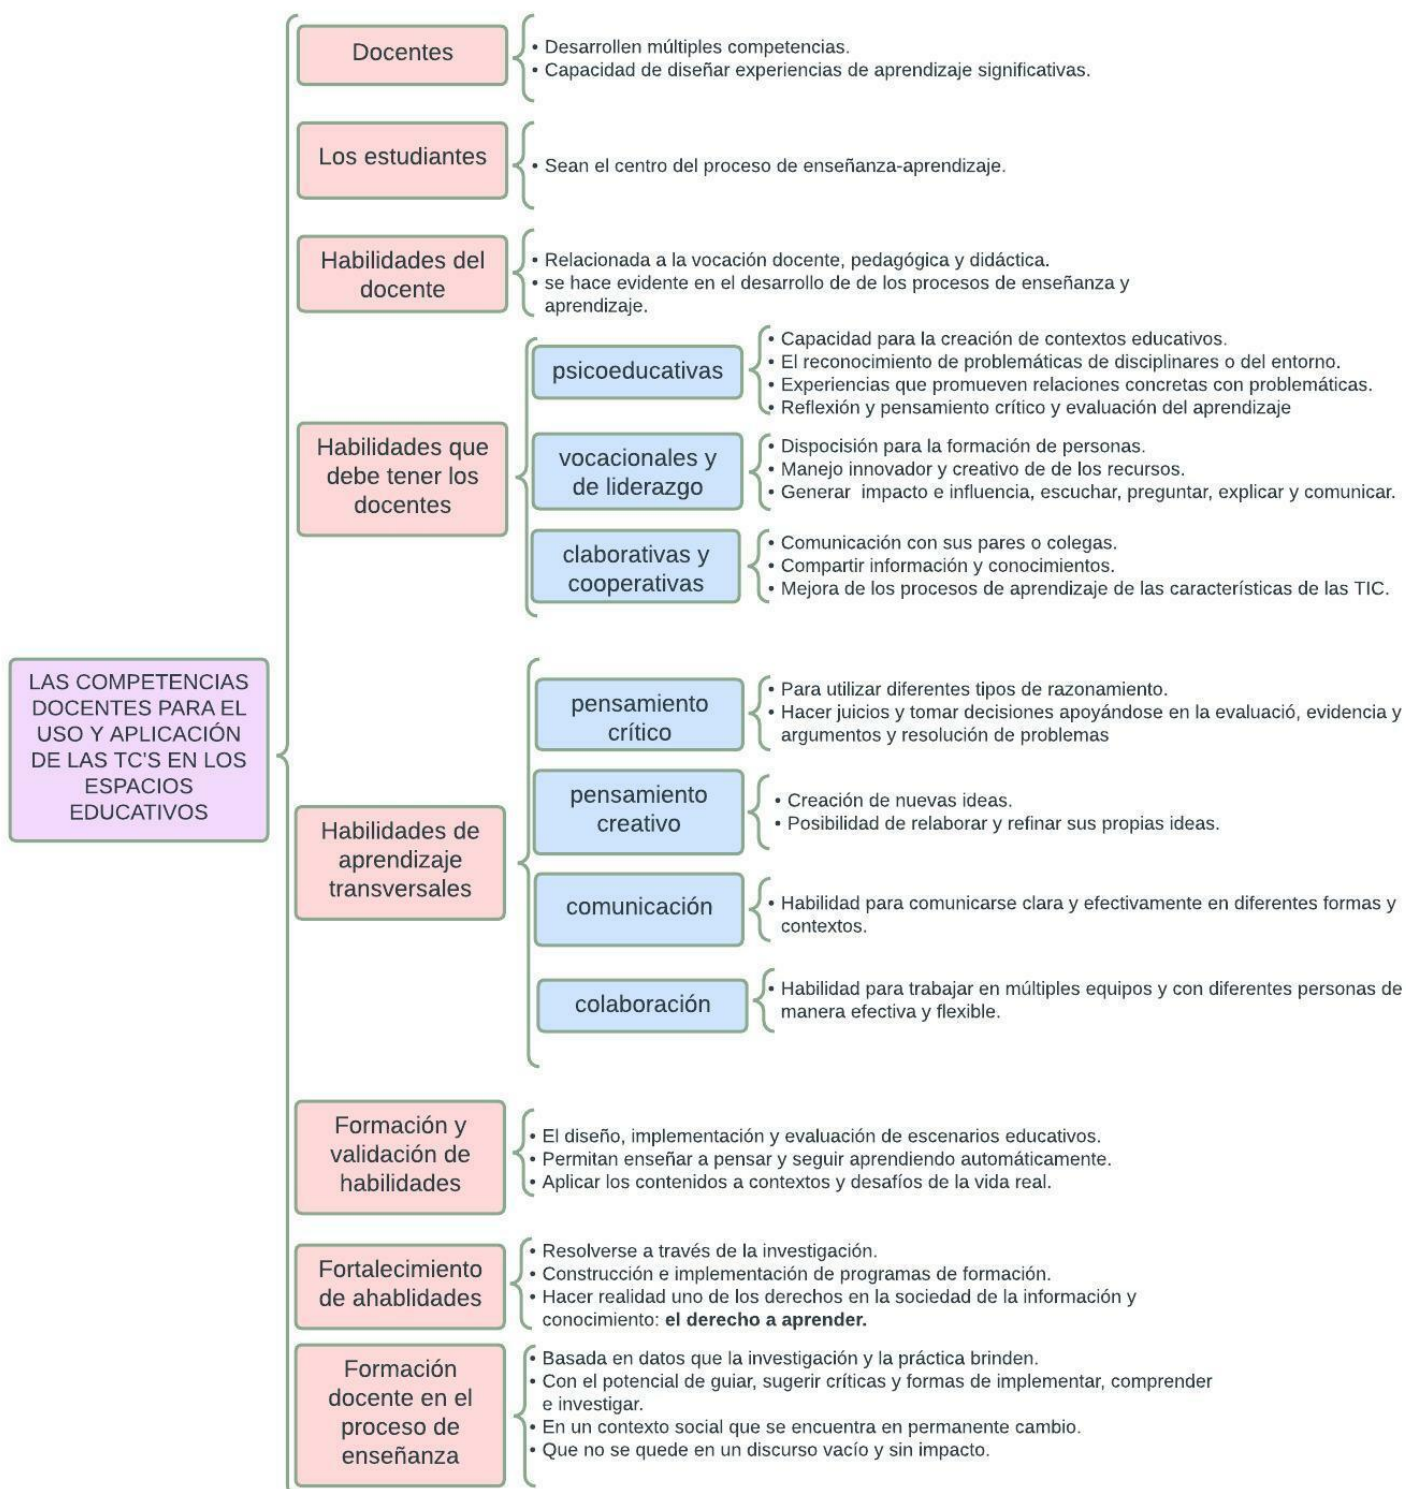 Docentes
• Desarrollen múltiples competencias.
• Capacidad de diseñar experiencias de aprendizaje significativas.
Los estudiantes
• Sean el centro del proceso de enseñanza-aprendizaje.
Habilidades del
docente
• Relacionada a la vocación docente, pedagógica y didáctica.
• se hace evidente en el desarrollo de de los procesos de enseñanza y
aprendizaje.
Habilidades que
debe tener los
docentes
psicoeducativas
• Capacidad para la creación de contextos educativos.
• El reconocimiento de problemáticas de disciplinares o del entorno.
• Experiencias que promueven relaciones concretas con problemáticas.
• Reflexión y pensamiento crítico y evaluación del aprendizaje
vocacionales y
de liderazgo
• Dispocisión para la formación de personas.
• Manejo innovador y creativo de de los recursos.
• Generar impacto e influencia, escuchar, preguntar, explicar y comunicar.
claborativas y
cooperativas
• Comunicación con sus pares o colegas.
• Compartir información y conocimientos.
• Mejora de los procesos de aprendizaje de las características de las TIC.
LAS COMPETENCIAS
DOCENTES PARA EL
USO Y APLICACIÓN
DE LAS TC'S EN LOS
ESPACIOS
EDUCATIVOS
Habilidades de
aprendizaje
transversales
pensamiento
crítico
• Para utilizar diferentes tipos de razonamiento.
• Hacer juicios y tomar decisiones apoyándose en la evaluació, evidencia y
argumentos y resolución de problemas
pensamiento
creativo
• Creación de nuevas ideas.
• Posibilidad de relaborar y refinar sus propias ideas.
comunicación
• Habilidad para comunicarse clara y efectivamente en diferentes formas y
contextos.
colaboración
• Habilidad para trabajar en múltiples equipos y con diferentes personas de
manera efectiva y flexible.
Formación y
validación de
habilidades
• El diseño, implementación y evaluación de escenarios educativos.
• Permitan enseñar a pensar y seguir aprendiendo automáticamente.
• Aplicar los contenidos a contextos y desafíos de la vida real.
Fortalecimiento
de ahablidades
• Resolverse a través de la investigación.
• Construcción e implementación de programas de formación.
• Hacer realidad uno de los derechos en la sociedad de la información y
conocimiento: el derecho a aprender.
Formación
docente en el
proceso de
enseñanza
• Basada en datos que la investigación y la práctica brinden.
• Con el potencial de guiar, sugerir críticas y formas de implementar, comprender
e investigar.
• En un contexto social que se encuentra en permanente cambio.
• Que no se quede en un discurso vacío y sin impacto.